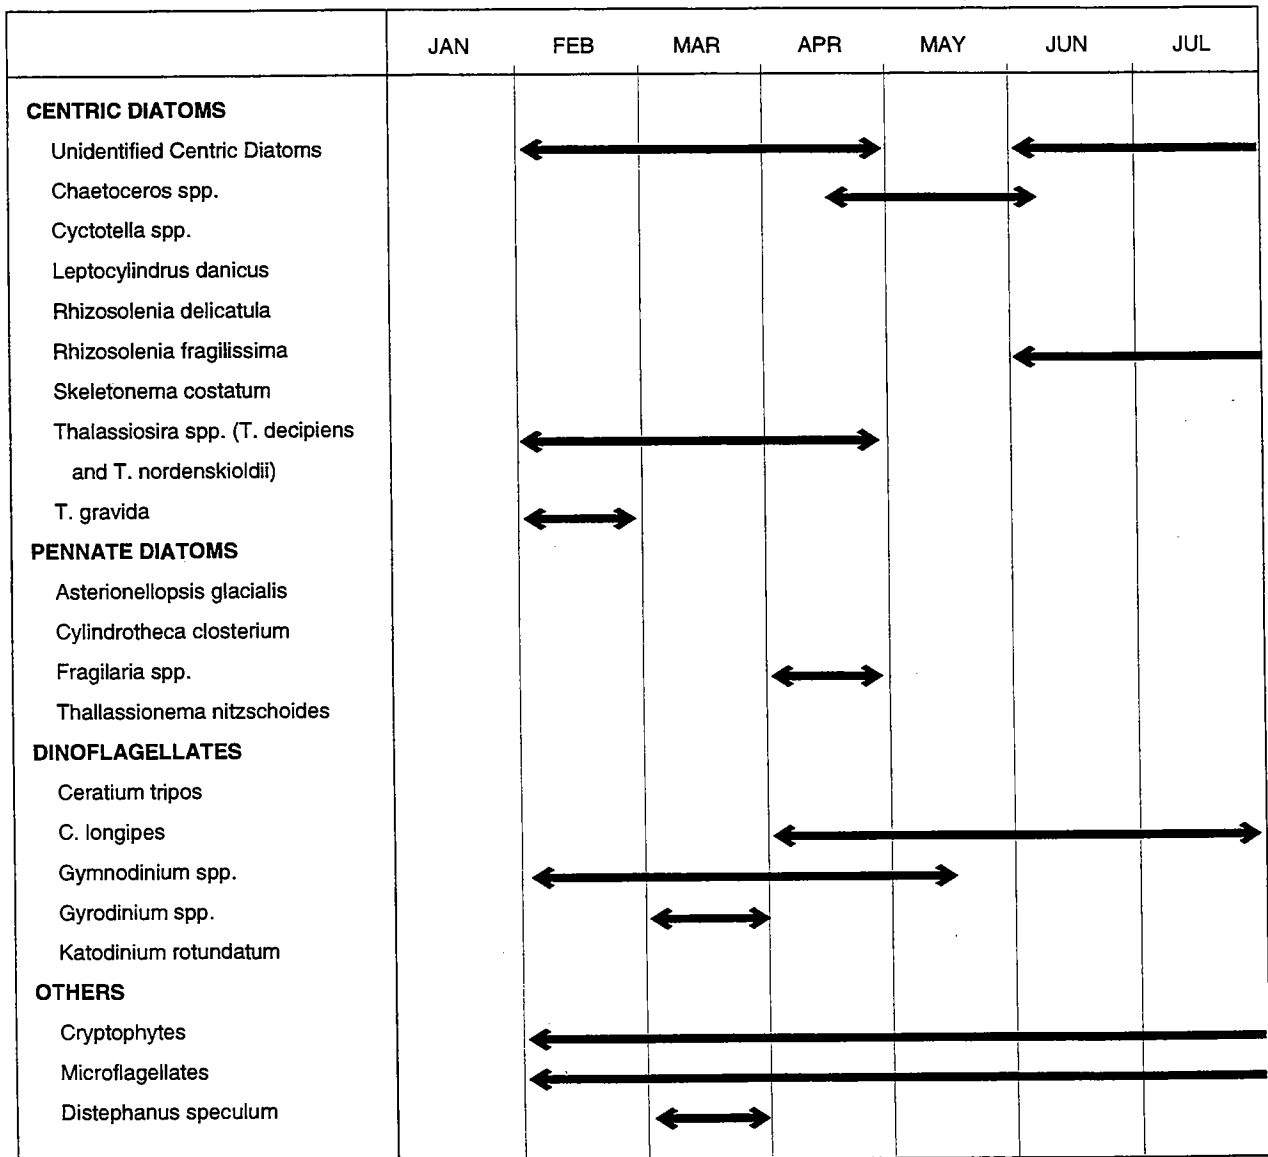 JAN FEB MAR APR MAY JUN JUL
CENTRIC DIATOMS
Unidentified Centric Diatoms
Chaetoceros spp.
Cyctotella spp.
Leptocylindrus danicus
Rhizosolenia delicatula
Rhizosolenia fragilissima
Skeletonema costatum
Thalassiosira spp. (T. decipiens
and T. nordenskioldii)
T. gravida
PENNATE DIATOMS
Asterionellopsis glacialis
Cylindrotheca closterium
Fragilaria spp.
Thallassionema nitzschoides
DINOFLAGELLATES
Ceratium tripos
C. longipes
Gymnodinium spp.
Gyrodinium spp.
Katodinium rotundatum
OTHERS
Cryptophytes
Microflagellates
Distephanus speculum